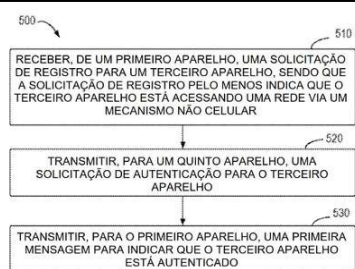 500
510
RECEBER, DE UM PRIMEIRO APARELHO, UMA SOLICITAÇÃO
DE REGISTRO PARA UM TERCEIRO APARELHO, SENDO QUE
A SOLICITAÇÃO DE REGISTRO PELO MENOS INDICA QUE O
TERCEIRO APARELHO ESTÁ ACESSANDO UMA REDE VIA UM
MECANISMO NÃO CELULAR
520
TRANSMITIR, PARA UM QUINTO APARELHO, UMA
SOLICITAÇÃO DE AUTENTICAÇÃO PARA O TERCEIRO
APARELHO
530
TRANSMITIR, PARA O PRIMEIRO APARELHO, UMA PRIMEIRA
MENSAGEM PARA INDICAR QUE O TERCEIRO APARELHO
ESTÁ AUTENTICADO